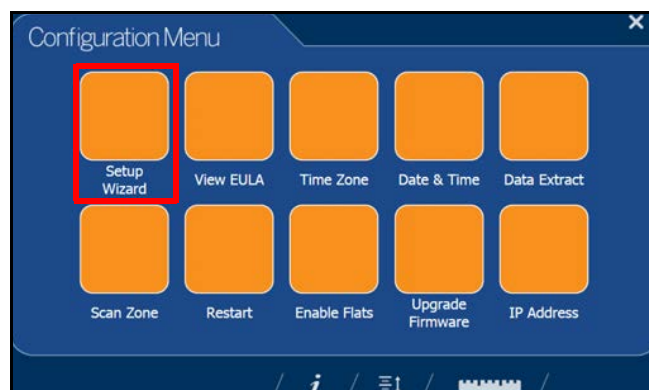 Configuration Menu
Setup
Wizard
View EULA
Time Zone
Date & Time
Data Extract
Scan Zone
Restart
Enable Flats
Upgrade
Firmware
IP Address
i